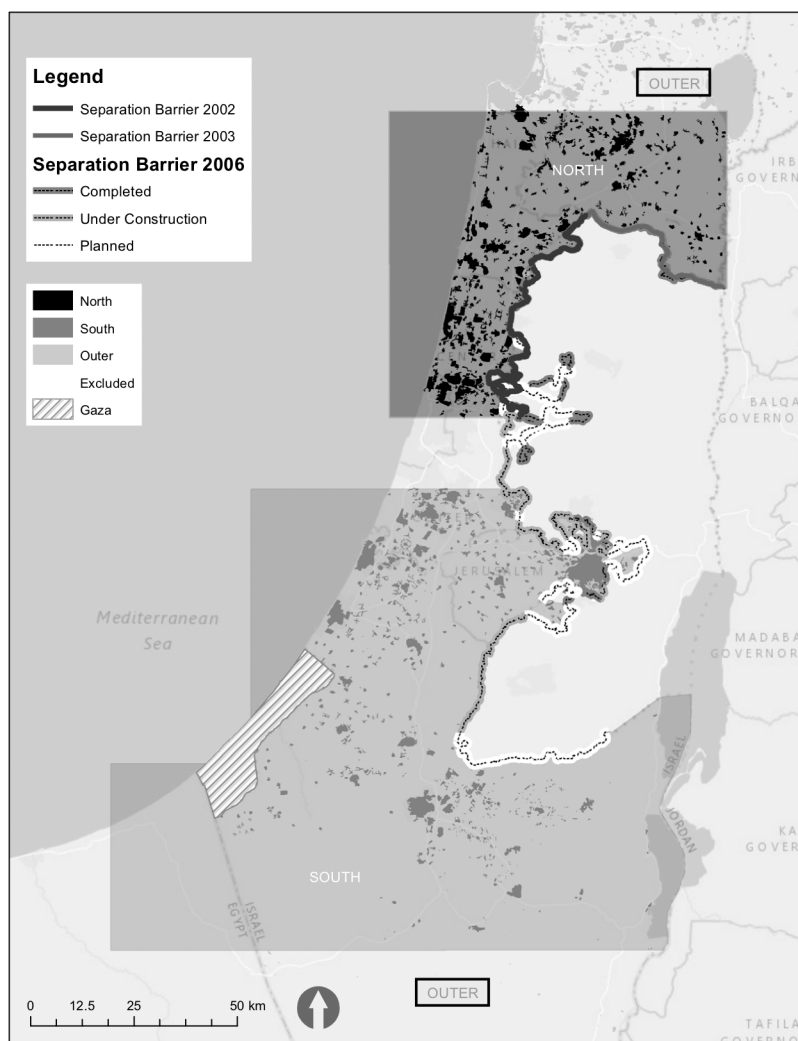 Legend
Separation Barrier 2002
Separation Barrier 2003
Separation Barrier 2006
Completed
Under Construction
Planned
North
South
Outer
Excluded
Gaza
OUTER
NORTH
IRB
GOVERNO
BALQA
GOVERNO
JERUSALEM
Mediterranean
Sea
MADABA
GOVERNOR
ISRAEL
JORDAN
KA
GOVER
SOUTH
ISRAEL
EGYPT
OUTER
0 12.5 25 50 km
TAFILA
GOVERNO